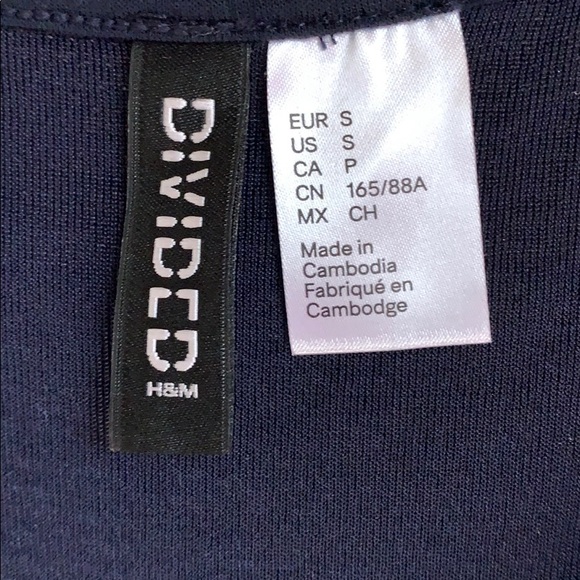 DIVIDED
H&M
EUR S
US S
CA P
CN 165/88A
MX CH
Made in
Cambodia
Fabriqué en
Cambodge